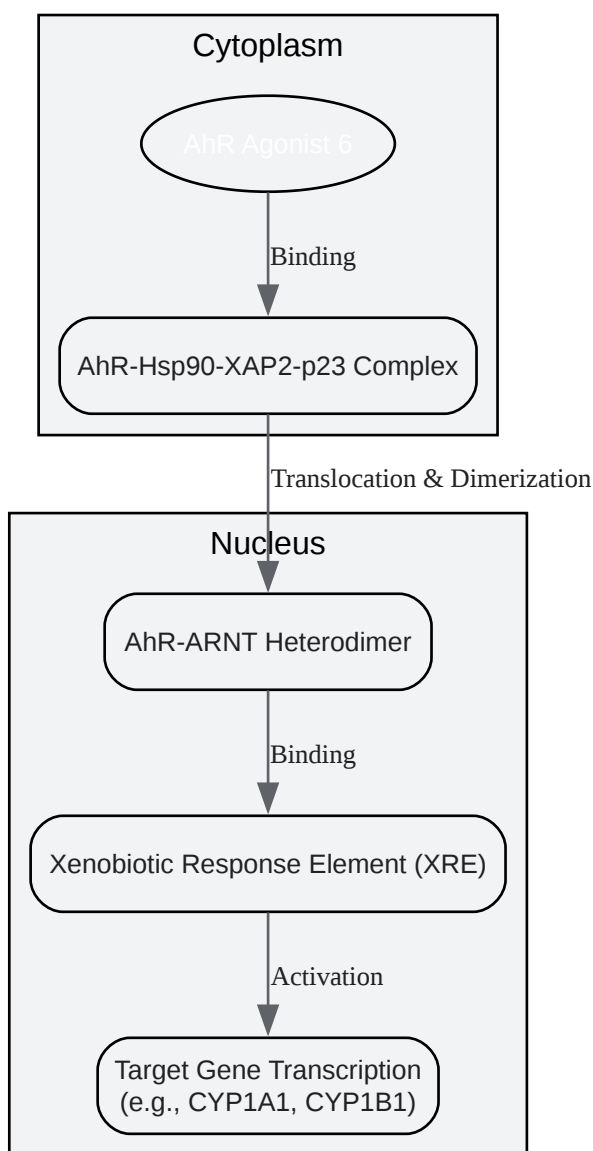 Cytoplasm
AhR Agonist 6
Binding
AhR-Hsp90-XAP2-p23 Complex
Translocation & Dimerization
Nucleus
AhR-ARNT Heterodimer
Binding
Xenobiotic Response Element (XRE)
Activation
Target Gene Transcription
(e.g., CYP1A1, CYP1B1)